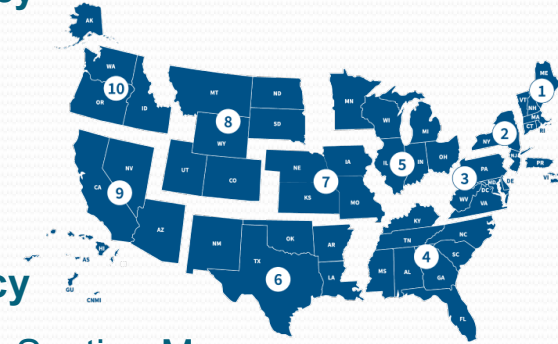 cy
AK
WA
10
OR
ID
MT
ND
8
SD
WY
UT
CO
MN
WI
MI
IL
5
IN
OH
ME
1
VT
NH
MA
CT
RI
2
NY
NJ
3
PA
MD
DE
DC
WV
VA
PR
VI
NV
CA
9
AZ
HI
AS
GU
CNMI
NE
IA
7
KS
MO
NM
OK
TX
6
AR
LA
KY
TN
NC
4
SC
MS
AL
GA
FL
cy